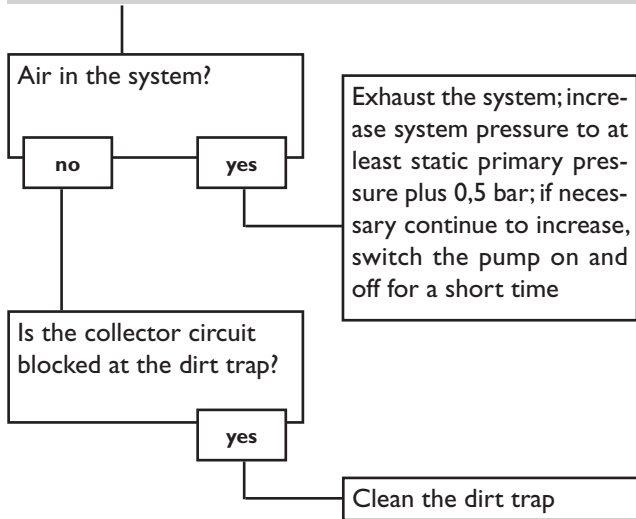 Air in the system?
no
yes
Exhaust the system; incre-
ase system pressure to at
least static primary pres-
sure plus 0,5 bar; if neces-
sary continue to increase,
switch the pump on and
off for a short time
Is the collector circuit
blocked at the dirt trap?
yes
Clean the dirt trap